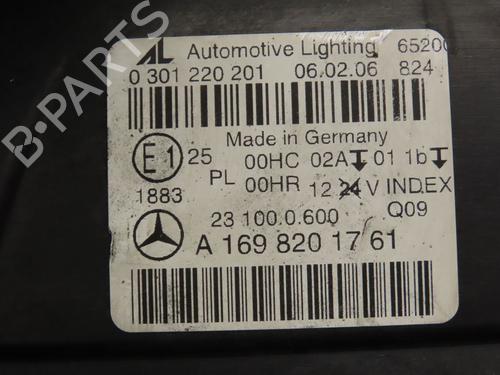 AL Automotive Lighting 65200
0 301 220 201 06.02.06 824
Made in Germany
E1 25 00HC 02A 01 1b
PL 00HR 12 24 V INDEX
1883 23 100 0.600 Q09
A 169 820 17 61
B-PARTS